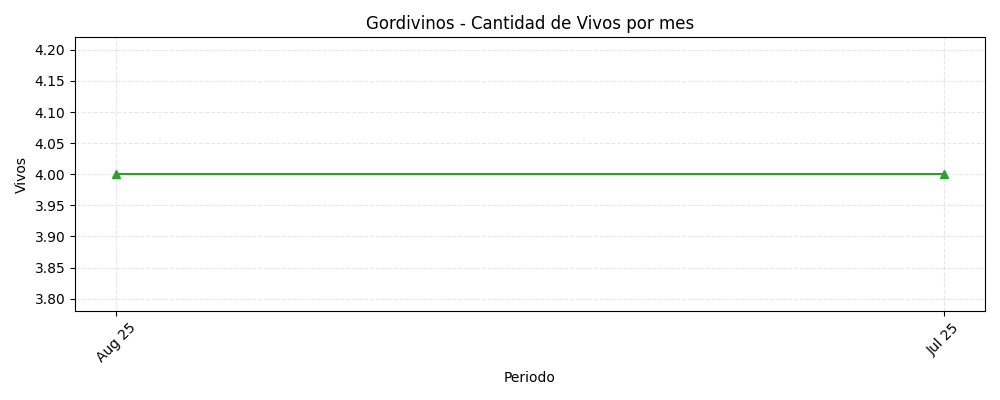 Gordivinos - Cantidad de Vivos por mes
Vivos
4.20
4.15
4.10
4.05
4.00
3.95
3.90
3.85
3.80
Aug 25
Jul 25
Periodo